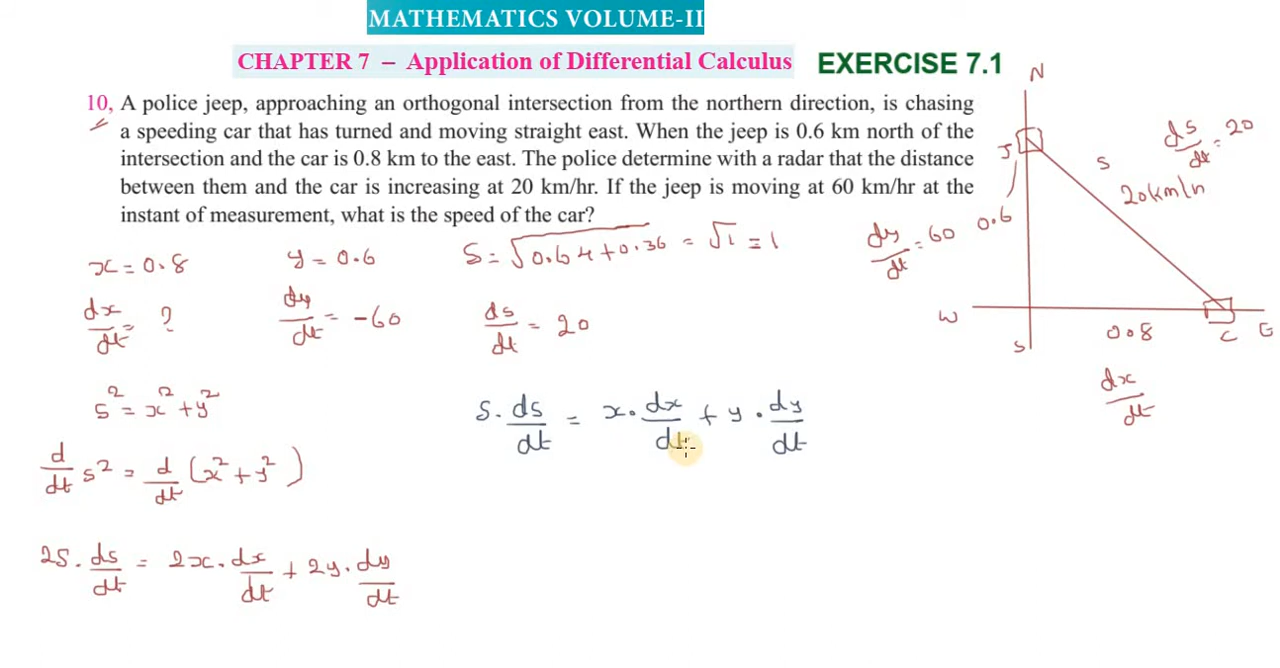 MATHEMATICS VOLUME-II
CHAPTER 7 – Application of Differential Calculus EXERCISE 7.1
10, A police jeep, approaching an orthogonal intersection from the northern direction, is chasing
a speeding car that has turned and moving straight east. When the jeep is 0.6 km north of the
intersection and the car is 0.8 km to the east. The police determine with a radar that the distance
between them and the car is increasing at 20 km/hr. If the jeep is moving at 60 km/hr at the
instant of measurement, what is the speed of the car?
x = 0.8
y = 0.6
S = √0.64+0.36 = √1 = 1
dx/dt = ?
dy/dt = -60
ds/dt = 20
s² = x² + y²
d/dt s² = d/dt (x² + y²)
2S. ds/dt = 2x. dx/dt + 2y. dy/dt
S. ds/dt = x. dx/dt + y. dy/dt
N
J
S
ds/dt = 20
20km/h
dy/dt = 60
0.6
W
S
0.8
C
E
dx/dt